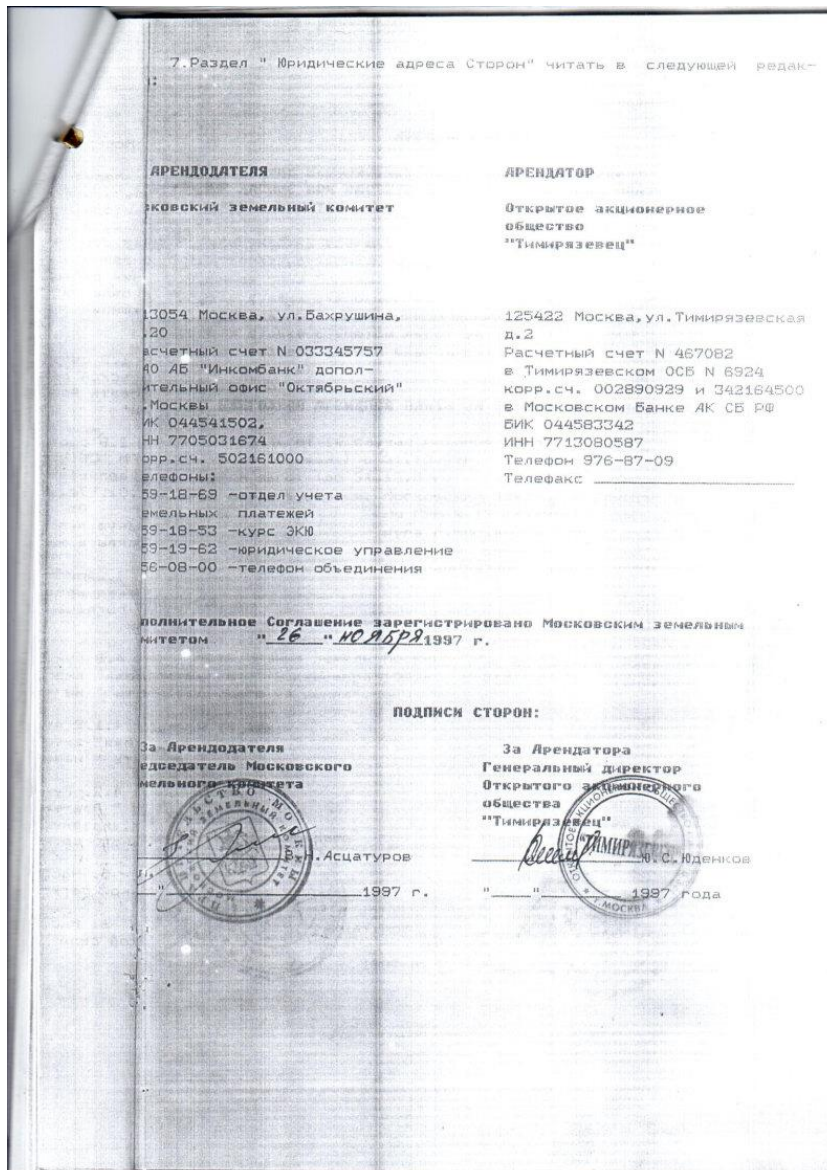 7.Раздел " Юридические адреса Сторон" читать в следующей редак-
:
АРЕНДОДАТЕЛЯ
сковский земельный комитет
13054 Москва, ул.Бахрушина,
.20
асчетный счет N 033345757
АО АБ "Инкомбанк" допол-
ительный офис "Октябрьский"
.Москвы
ИК 044541502,
НН 7705031674
орр.сч. 502161000
елефоны:
59-18-69 -отдел учета
емельных платежей
59-18-53 -курс ЭКЮ
59-19-62 -юридическое управление
56-08-00 -телефон объединения
АРЕНДАТОР
Открытое акционерное
общество
"Тимирязевец"
125422 Москва,ул.Тимирязевская
д.2
Расчетный счет N 467082
в Тимирязевском ОСБ N 6924
корр.сч. 002890929 и 342164500
в Московском Банке АК СБ РФ
БИК 044583342
ИНН 7713080587
Телефон 976-87-09
Телефакс
полнительное Соглашение зарегистрировано Московским земельным
митетом " 26 " НОЯБРЯ 1997 г.
ПОДПИСИ СТОРОН:
За Арендодателя
едседатель Московского
мельного комитета
Асцатуров
" 1997 г.
За Арендатора
Генеральный директор
Открытого акционерного
общества
""Тимирязевец"
Ю.С.Юденков
" " 1997 года